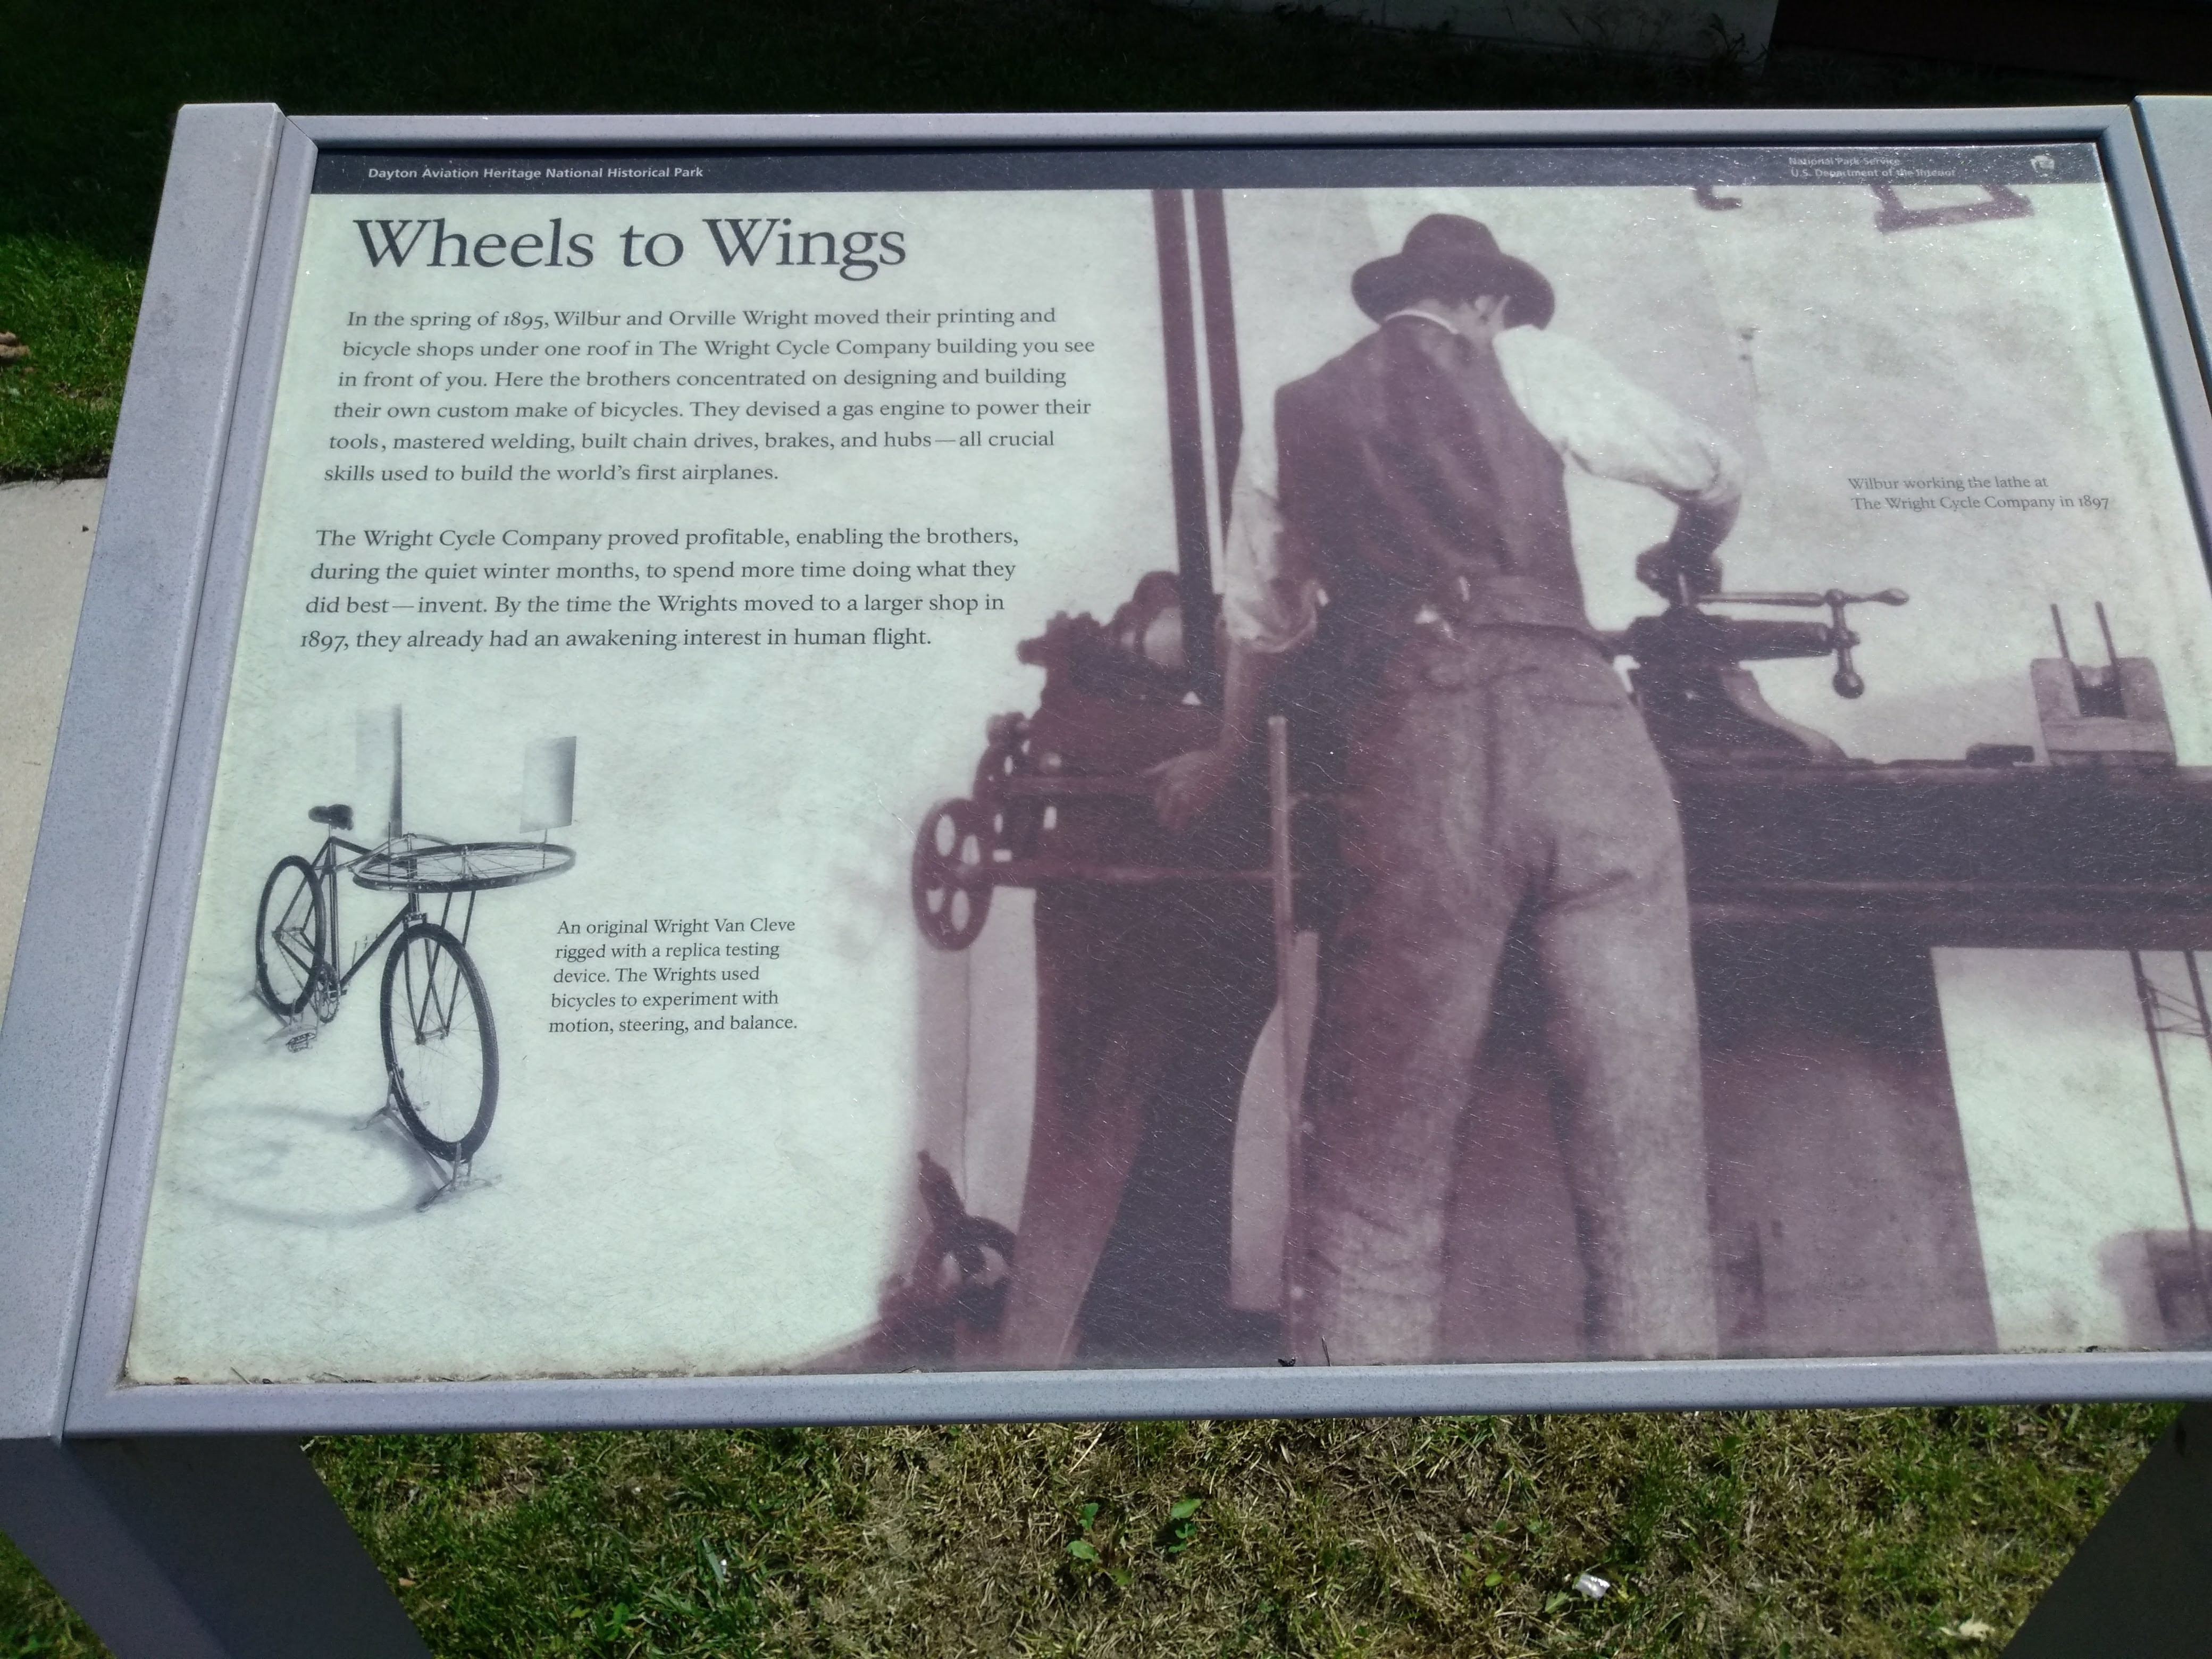 Dayton Aviation Heritage National Historical Park
National Park Service
U.S. Department of the Interior
Wheels to Wings
In the spring of 1895, Wilbur and Orville Wright moved their printing and
bicycle shops under one roof in The Wright Cycle Company building you see
in front of you. Here the brothers concentrated on designing and building
their own custom make of bicycles. They devised a gas engine to power their
tools, mastered welding, built chain drives, brakes, and hubs—all crucial
skills used to build the world's first airplanes.
The Wright Cycle Company proved profitable, enabling the brothers,
during the quiet winter months, to spend more time doing what they
did best—invent. By the time the Wrights moved to a larger shop in
1897, they already had an awakening interest in human flight.
Wilbur working the lathe at
The Wright Cycle Company in 1897
An original Wright Van Cleve
rigged with a replica testing
device. The Wrights used
bicycles to experiment with
motion, steering, and balance.